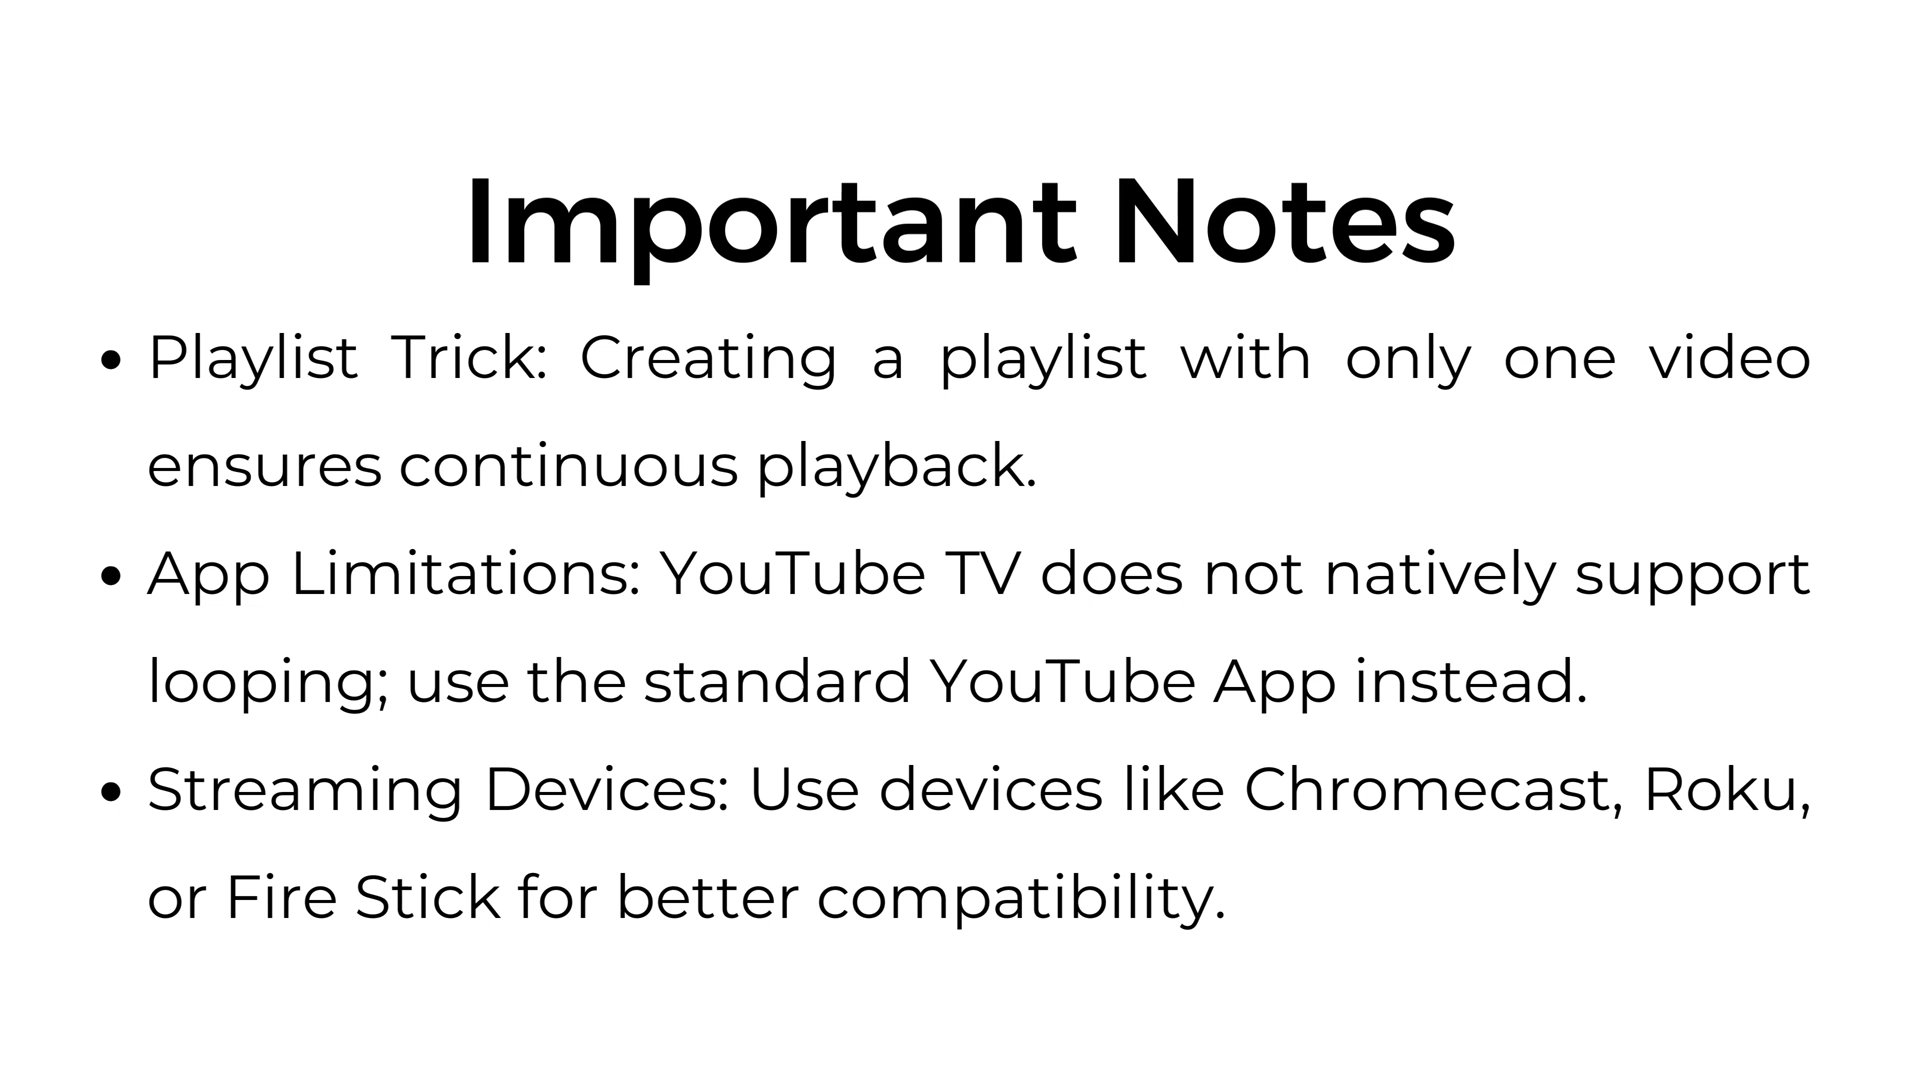 Important Notes
• Playlist Trick: Creating a playlist with only one video
ensures continuous playback.
• App Limitations: YouTube TV does not natively support
looping; use the standard YouTube App instead.
• Streaming Devices: Use devices like Chromecast, Roku,
or Fire Stick for better compatibility.